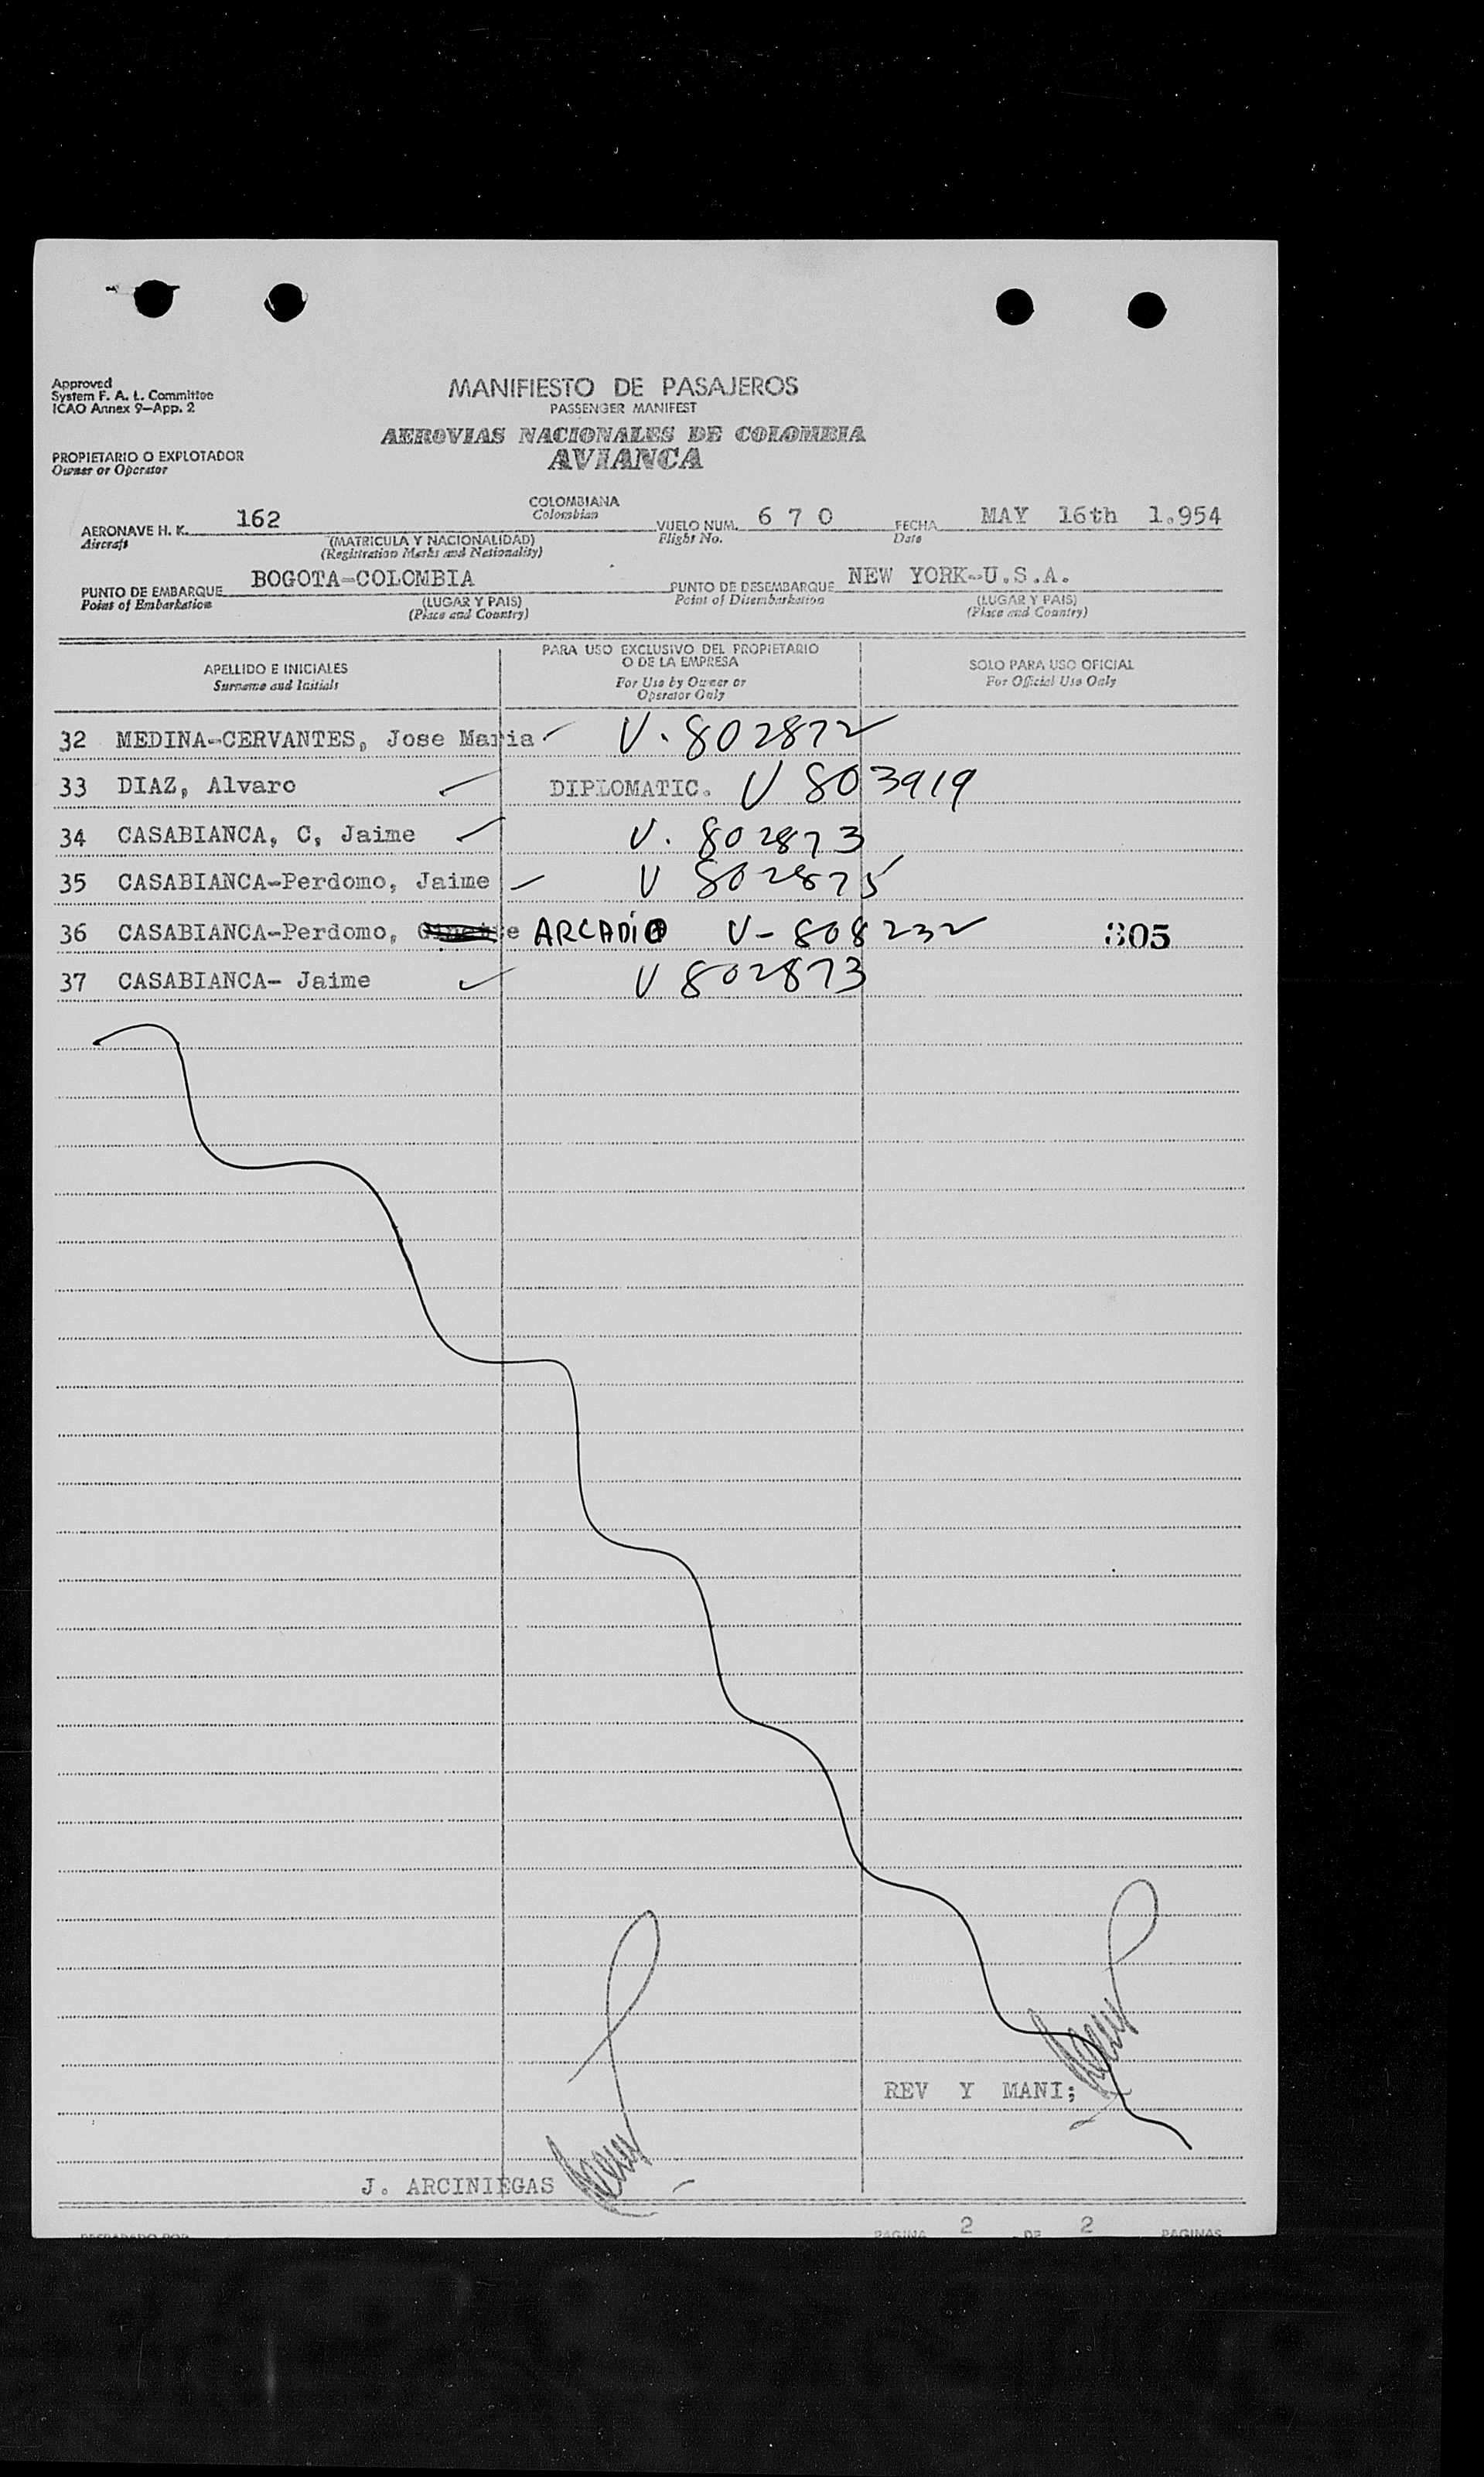 Approved
System F. A. L. Committee
ICAO Annex 9—App. 2
MANIFIESTO DE PASAJEROS
PASSENGER MANIFEST
AEROVIAS NACIONALES DE COLOMBIA
AVIANCA
PROPIETARIO O EXPLOTADOR
Owner or Operator
COLOMBIANA
Colombian
AERONAVE H. K. 162 VUELO NUM. 6 7 0 FECHA MAY 16th 1.954
Aircraft (MATRICULA Y NACIONALIDAD) Flight No. Date
(Registration Marks and Nationality)
PUNTO DE EMBARQUE BOGOTA-COLOMBIA PUNTO DE DESEMBARQUE NEW YORK-U.S.A.
Point of Embarkation (LUGAR Y PAIS) Point of Disembarkation (LUGAR Y PAIS)
(Place and Country) (Place and Country)
APELLIDO E INICIALES
Surname and Initials
PARA USO EXCLUSIVO DEL PROPIETARIO
O DE LA EMPRESA
For Use by Owner or
Operator Only
SOLO PARA USO OFICIAL
For Official Use Only
32 MEDINA-CERVANTES, Jose Maria V. 802872
33 DIAZ, Alvaro DIPLOMATIC. V 803919
34 CASABIANCA, C, Jaime V. 802873
35 CASABIANCA-Perdomo, Jaime V 802875
36 CASABIANCA-Perdomo, ARCADIO V- 808232 305
37 CASABIANCA- Jaime V 802873
REV Y MANI;
J. ARCINIEGAS
PREPARADO POR PAGINA 2 DE 2 PAGINAS